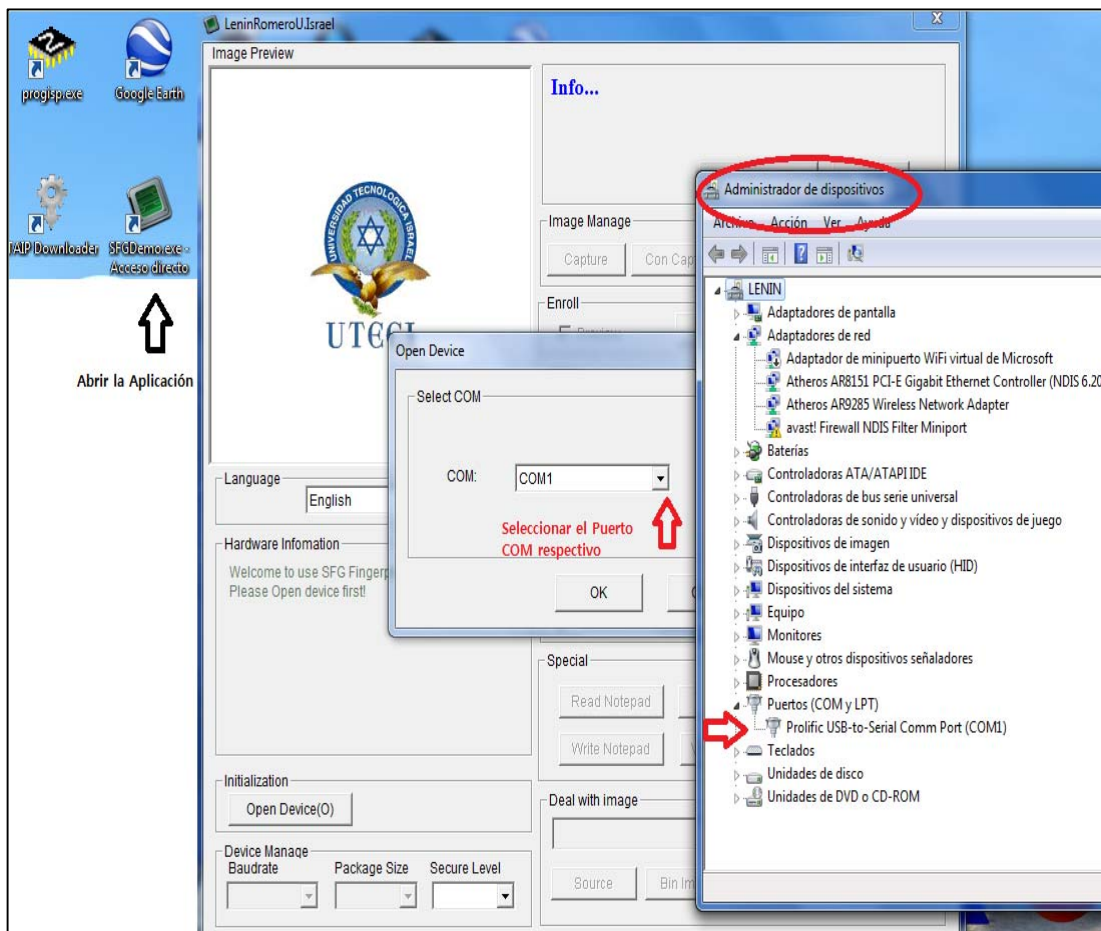 progisp.exe
Google Earth
TAIP Downloader
SFGDemo.exe -
Acceso directo
Abrir la Aplicación
LeninRomeroU.Israel
Image Preview
UNIVERSIDAD TECNOLOGICA ISRAEL
Language
English
Hardware Infomation
Welcome to use SFG Fingerp
Please Open device first!
Initialization
Open Device(O)
Device Manage
Baudrate
Package Size
Secure Level
Info...
Image Manage
Capture
Con Cap
Enroll
Preview
Special
Read Notepad
Write Notepad
Deal with image
Source
Bin Im
Open Device
Select COM
COM:
COM1
Seleccionar el Puerto
COM respectivo
OK
Administrador de dispositivos
Archivo Acción Ver Ayuda
LENIN
Adaptadores de pantalla
Adaptadores de red
Adaptador de minipuerto WiFi virtual de Microsoft
Atheros AR8151 PCI-E Gigabit Ethernet Controller (NDIS 6.20
Atheros AR9285 Wireless Network Adapter
avast! Firewall NDIS Filter Miniport
Baterías
Controladoras ATA/ATAPI IDE
Controladoras de bus serie universal
Controladoras de sonido y vídeo y dispositivos de juego
Dispositivos de imagen
Dispositivos de interfaz de usuario (HID)
Dispositivos del sistema
Equipo
Monitores
Mouse y otros dispositivos señaladores
Procesadores
Puertos (COM y LPT)
Prolific USB-to-Serial Comm Port (COM1)
Teclados
Unidades de disco
Unidades de DVD o CD-ROM